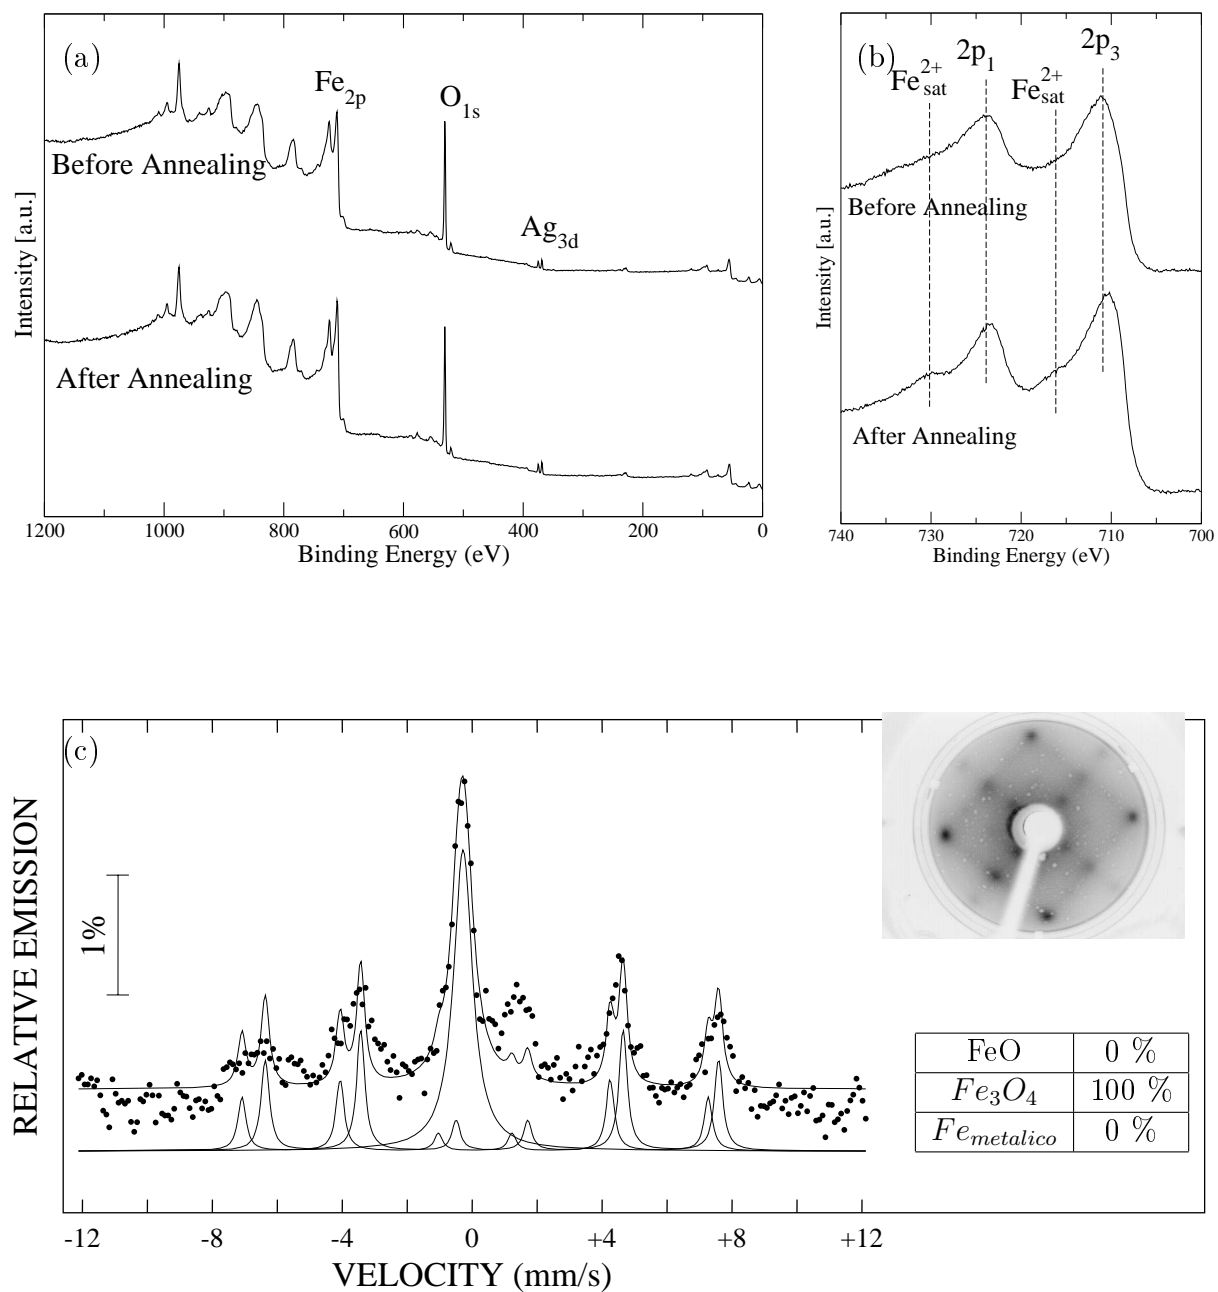 (a)
Fe2p
O1s
Ag3d
Before Annealing
After Annealing
Intensity [a.u.]
1200 1000 800 600 400 200 0
Binding Energy (eV)
(b)
Fe2+sat
2p1
Fe2+sat
2p3
Before Annealing
After Annealing
Intensity [a.u.]
740 730 720 710 700
Binding Energy (eV)
(c)
RELATIVE EMISSION
1%
FeO 0 %
Fe3O4 100 %
Femetalico 0 %
-12 -8 -4 0 +4 +8 +12
VELOCITY (mm/s)